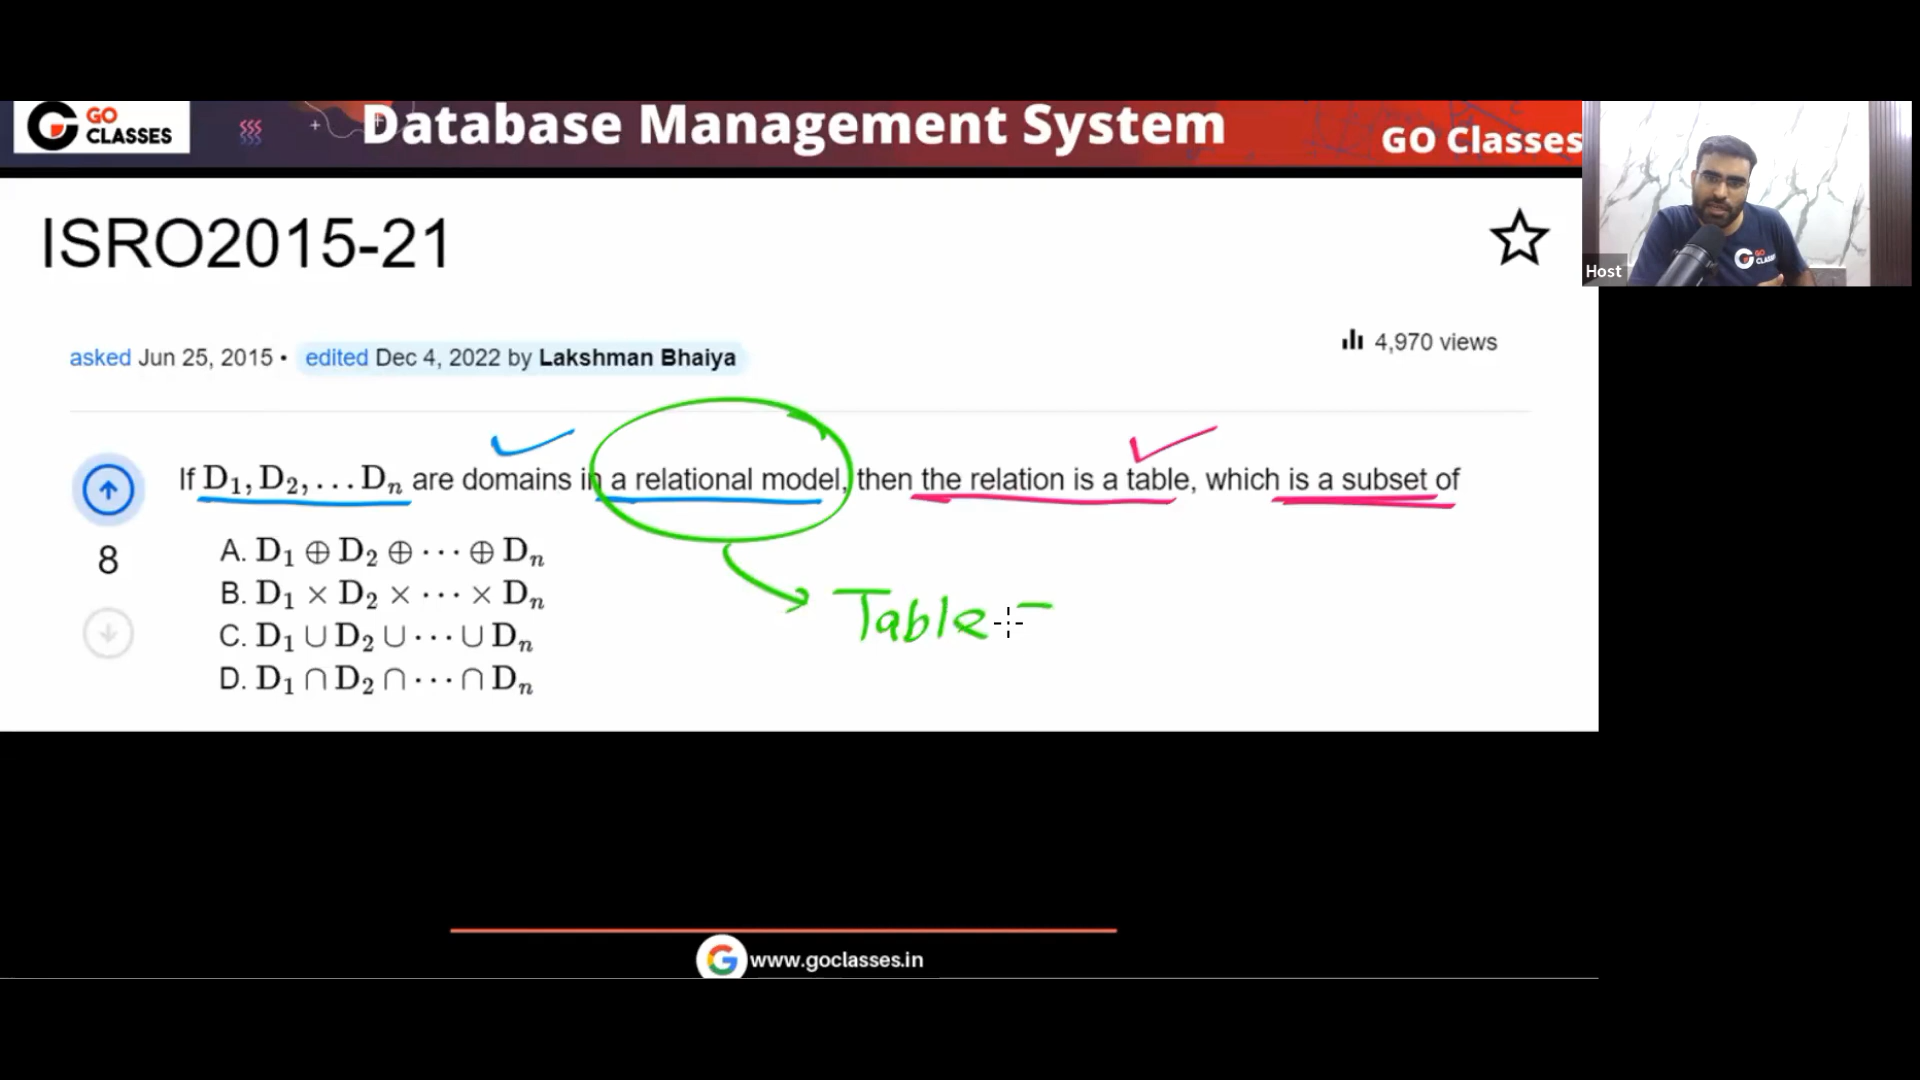 GO
CLASSES
Database Management System
GO Classes
ISRO2015-21
Host
asked Jun 25, 2015 • edited Dec 4, 2022 by Lakshman Bhaiya
4,970 views
If D₁, D₂, … Dₙ are domains in a relational model, then the relation is a table, which is a subset of
8
A. D₁ ⊕ D₂ ⊕ ⋯ ⊕ Dₙ
B. D₁ × D₂ × ⋯ × Dₙ
C. D₁ ∪ D₂ ∪ ⋯ ∪ Dₙ
D. D₁ ∩ D₂ ∩ ⋯ ∩ Dₙ
Table
www.goclasses.in